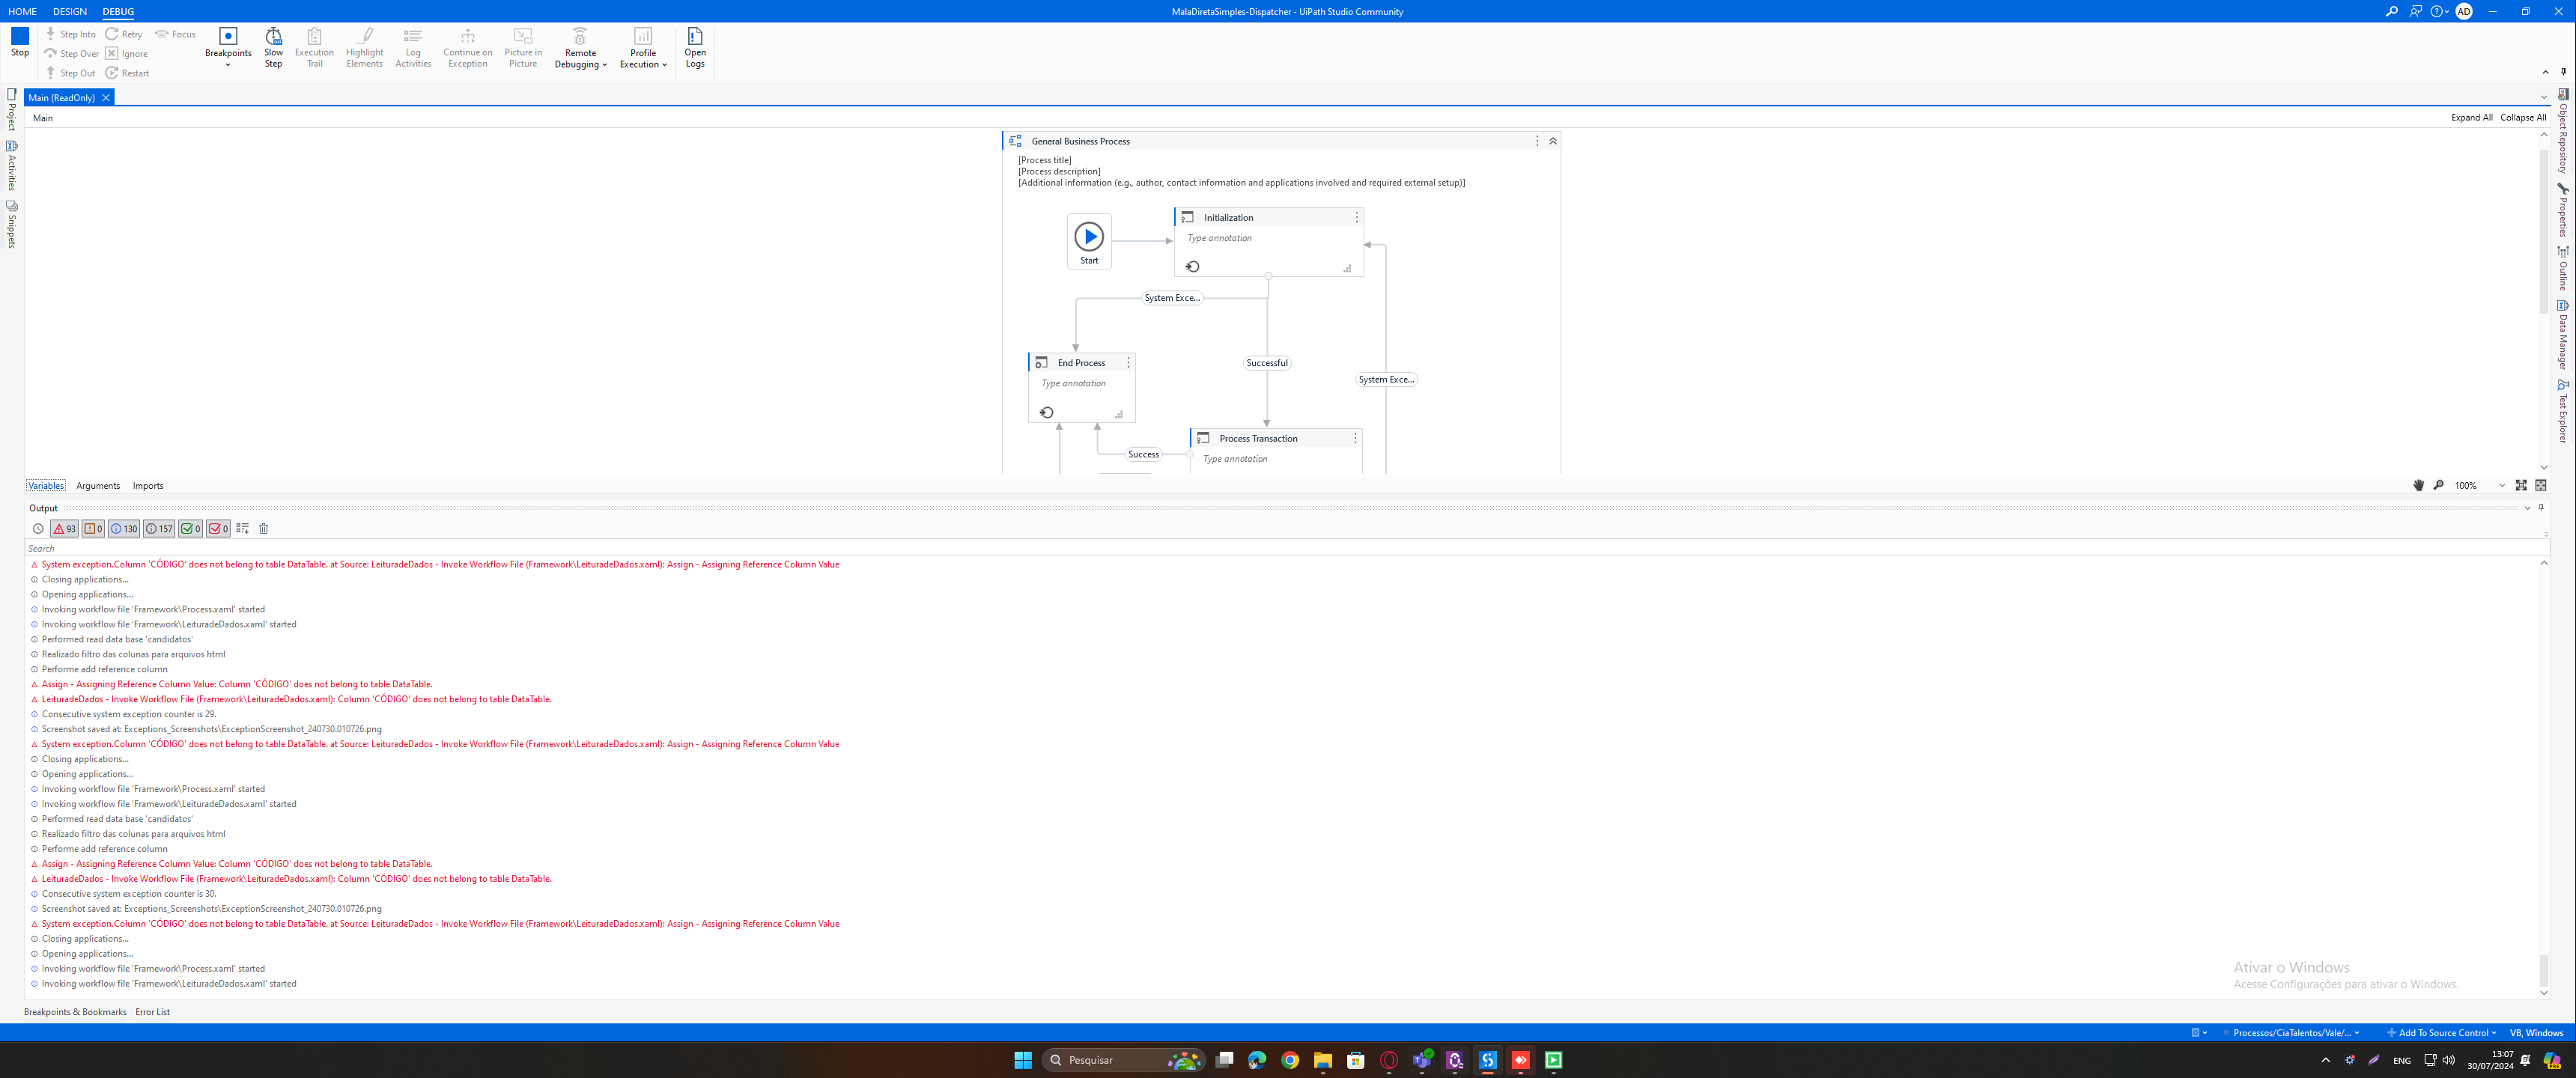 HOME DESIGN DEBUG
MalaDiretaSimples-Dispatcher - UiPath Studio Community
AD
Stop
Step Into
Retry
Focus
Step Over
Ignore
Step Out
Restart
Breakpoints
Slow Step
Execution Trail
Highlight Elements
Log Activities
Continue on Exception
Picture in Picture
Remote Debugging
Profile Execution
Open Logs
Project
Activities
Snippets
Main (ReadOnly)
Main
Expand All Collapse All
Object Repository
Properties
Outline
Data Manager
Test Explorer
General Business Process
[Process title]
[Process description]
[Additional information (e.g., author, contact information and applications involved and required external setup)]
Start
Initialization
Type annotation
System Exce...
End Process
Type annotation
Successful
System Exce...
Process Transaction
Type annotation
Success
Variables Arguments Imports
100%
Output
93 0 130 157 0 0
Search
System exception.Column 'CÓDIGO' does not belong to table DataTable. at Source: LeituradeDados - Invoke Workflow File (Framework\LeituradeDados.xaml): Assign - Assigning Reference Column Value
Closing applications...
Opening applications...
Invoking workflow file 'Framework\Process.xaml' started
Invoking workflow file 'Framework\LeituradeDados.xaml' started
Performed read data base 'candidatos'
Realizado filtro das colunas para arquivos html
Performe add reference column
Assign - Assigning Reference Column Value: Column 'CÓDIGO' does not belong to table DataTable.
LeituradeDados - Invoke Workflow File (Framework\LeituradeDados.xaml): Column 'CÓDIGO' does not belong to table DataTable.
Consecutive system exception counter is 29.
Screenshot saved at: Exceptions_Screenshots\ExceptionScreenshot_240730.010726.png
System exception.Column 'CÓDIGO' does not belong to table DataTable. at Source: LeituradeDados - Invoke Workflow File (Framework\LeituradeDados.xaml): Assign - Assigning Reference Column Value
Closing applications...
Opening applications...
Invoking workflow file 'Framework\Process.xaml' started
Invoking workflow file 'Framework\LeituradeDados.xaml' started
Performed read data base 'candidatos'
Realizado filtro das colunas para arquivos html
Performe add reference column
Assign - Assigning Reference Column Value: Column 'CÓDIGO' does not belong to table DataTable.
LeituradeDados - Invoke Workflow File (Framework\LeituradeDados.xaml): Column 'CÓDIGO' does not belong to table DataTable.
Consecutive system exception counter is 30.
Screenshot saved at: Exceptions_Screenshots\ExceptionScreenshot_240730.010726.png
System exception.Column 'CÓDIGO' does not belong to table DataTable. at Source: LeituradeDados - Invoke Workflow File (Framework\LeituradeDados.xaml): Assign - Assigning Reference Column Value
Closing applications...
Opening applications...
Invoking workflow file 'Framework\Process.xaml' started
Invoking workflow file 'Framework\LeituradeDados.xaml' started
Ativar o Windows
Acesse Configurações para ativar o Windows.
Breakpoints & Bookmarks Error List
Processos/CiaTalentos/Vale/... Add To Source Control VB, Windows
Pesquisar
ENG
13:07
30/07/2024